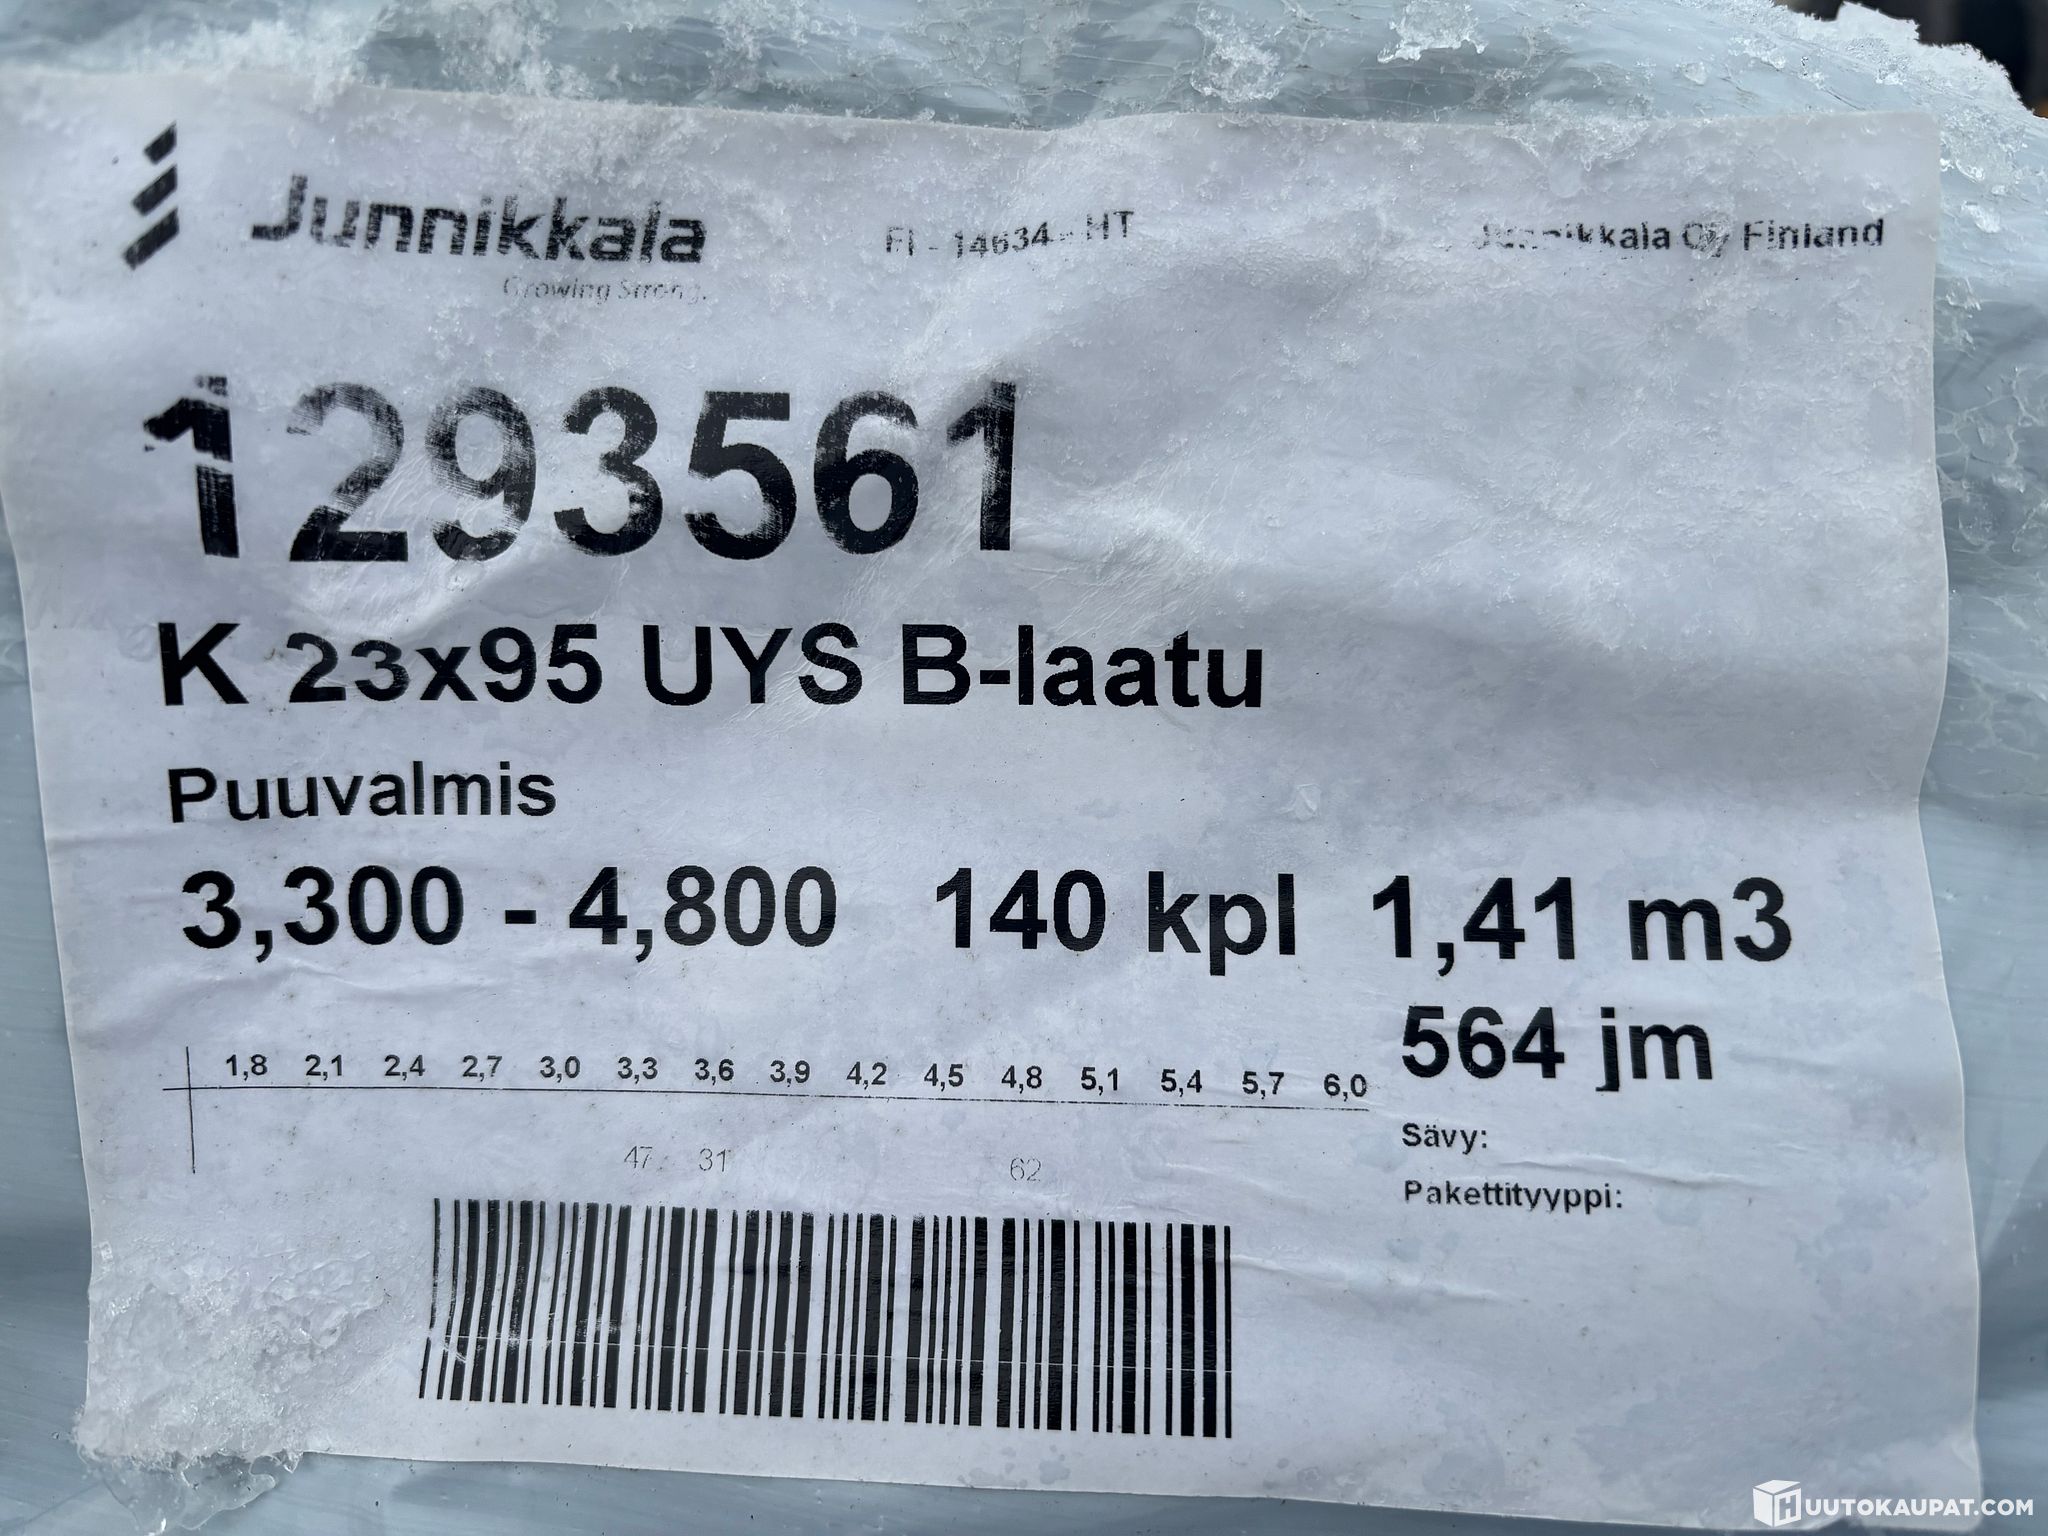 Junnikkala FI - 14634 - HT Junnikkala Oy Finland
Growing Strong.
1293561
K 23x95 UYS B-laatu
Puuvalmis
3,300 - 4,800 140 kpl 1,41 m3
564 jm
1,8 2,1 2,4 2,7 3,0 3,3 3,6 3,9 4,2 4,5 4,8 5,1 5,4 5,7 6,0
Sävy:
47 31 62
Pakettityyppi:
HUUTOKAUPAT.COM